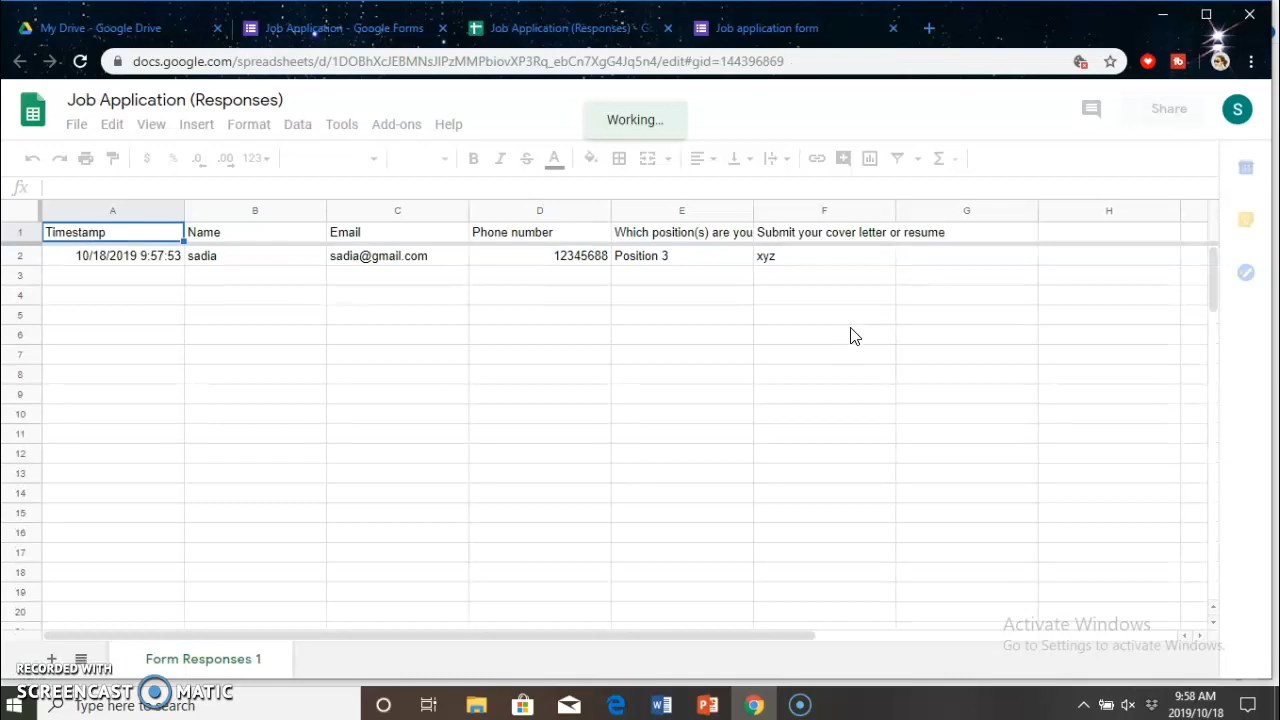 My Drive - Google Drive
Job Application - Google Forms
Job Application (Responses) - Go
Job application form
docs.google.com/spreadsheets/d/
/edit#gid=144396869
Job Application (Responses)
File Edit View Insert Format Data Tools Add-ons Help
Working...
Share
S
$ % .0 .00 123
B I S A
fx
A B C D E F G H
1 Timestamp Name Email Phone number Which position(s) are you Submit your cover letter or resume
2 10/18/2019 9:57:53 sadia sadia@gmail.com 12345688 Position 3 xyz
3
4
5
6
7
8
9
10
11
12
13
14
15
16
17
18
19
20
Activate Windows
Go to Settings to activate Windows.
Form Responses 1
RECORDED WITH
SCREENCAST MATIC
Type here to search
9:58 AM
2019/10/18